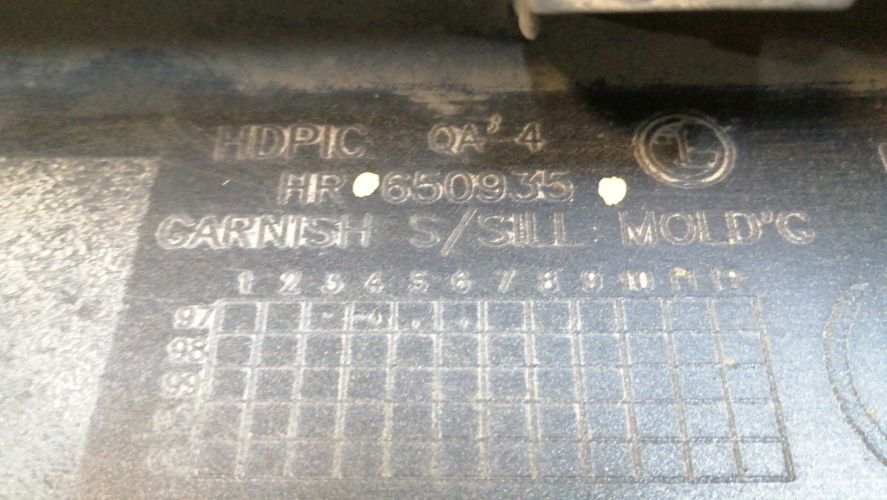 HDPIC QA 4
HR 650935
GARNISH S/SILL MOLD'G
1 2 3 4 5 6 7 8 9 10 11 12
97
98
99